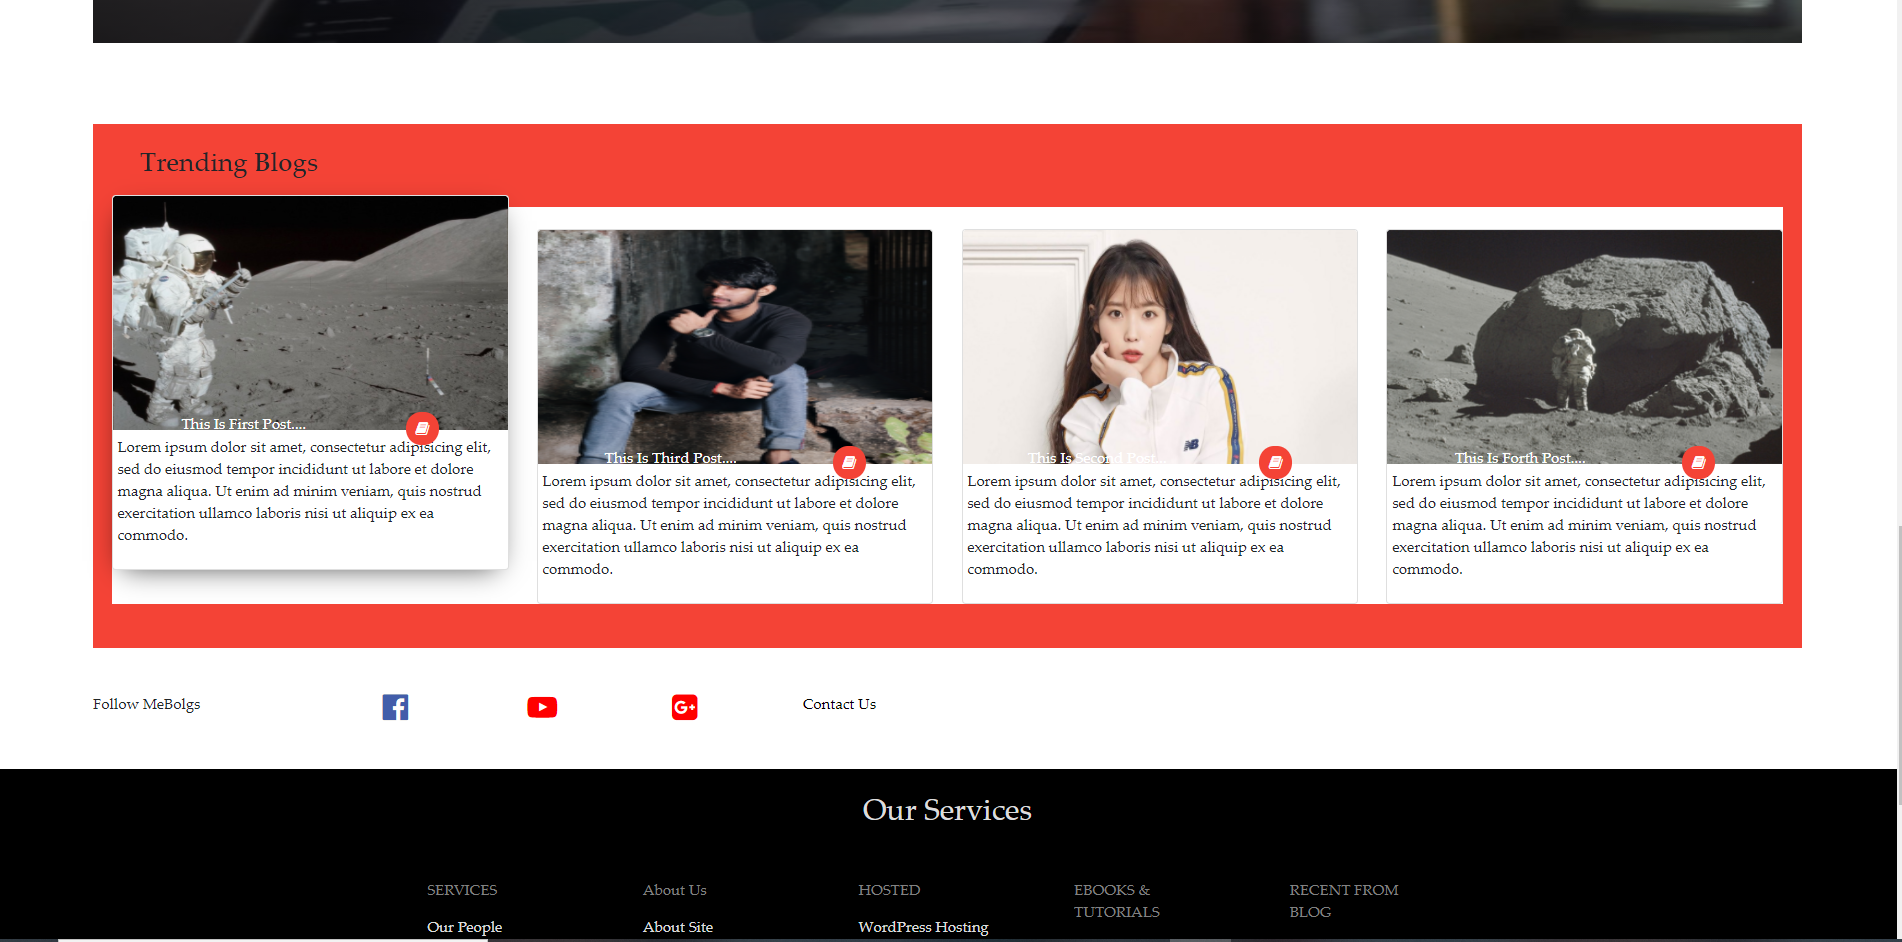 Trending Blogs
This Is First Post....
Lorem ipsum dolor sit amet, consectetur adipisicing elit,
sed do eiusmod tempor incididunt ut labore et dolore
magna aliqua. Ut enim ad minim veniam, quis nostrud
exercitation ullamco laboris nisi ut aliquip ex ea
commodo.
This Is Third Post....
Lorem ipsum dolor sit amet, consectetur adipisicing elit,
sed do eiusmod tempor incididunt ut labore et dolore
magna aliqua. Ut enim ad minim veniam, quis nostrud
exercitation ullamco laboris nisi ut aliquip ex ea
commodo.
This Is Second Post...
Lorem ipsum dolor sit amet, consectetur adipisicing elit,
sed do eiusmod tempor incididunt ut labore et dolore
magna aliqua. Ut enim ad minim veniam, quis nostrud
exercitation ullamco laboris nisi ut aliquip ex ea
commodo.
This Is Forth Post....
Lorem ipsum dolor sit amet, consectetur adipisicing elit,
sed do eiusmod tempor incididunt ut labore et dolore
magna aliqua. Ut enim ad minim veniam, quis nostrud
exercitation ullamco laboris nisi ut aliquip ex ea
commodo.
Follow MeBolgs
G+
Contact Us
Our Services
SERVICES
Our People
About Us
About Site
HOSTED
WordPress Hosting
EBOOKS &
TUTORIALS
RECENT FROM
BLOG